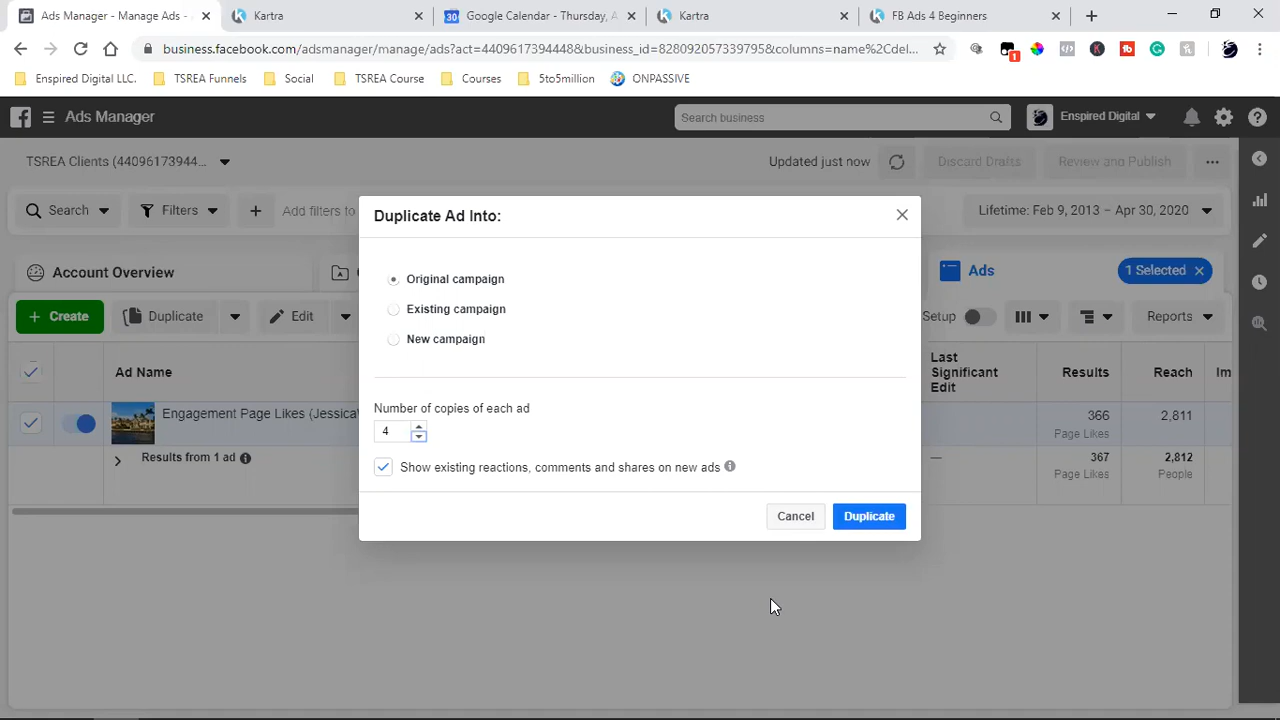 Ads Manager - Manage Ads - 
Kartra
Google Calendar - Thursday, A
Kartra
FB Ads 4 Beginners
business.facebook.com/adsmanager/manage/ads?act=4409617394448&business_id=828092057339795&columns=name%2Cdel...
1
Enspired Digital LLC.
TSREA Funnels
Social
TSREA Course
Courses
5to5million
ONPASSIVE
Ads Manager
Search business
Enspired Digital
TSREA Clients (44096173944...
Updated just now
Discard Drafts
Review and Publish
Search
Filters
Add filters to
Lifetime: Feb 9, 2013 – Apr 30, 2020
Duplicate Ad Into:
Account Overview
Ads
1 Selected
Original campaign
Existing campaign
New campaign
Create
Duplicate
Edit
Setup
Reports
Ad Name
Last
Significant
Edit
Results
Reach
Im
Number of copies of each ad
4
Engagement Page Likes (Jessica'
366
Page Likes
2,811
Results from 1 ad
—
367
Page Likes
2,812
People
Show existing reactions, comments and shares on new ads
Cancel
Duplicate